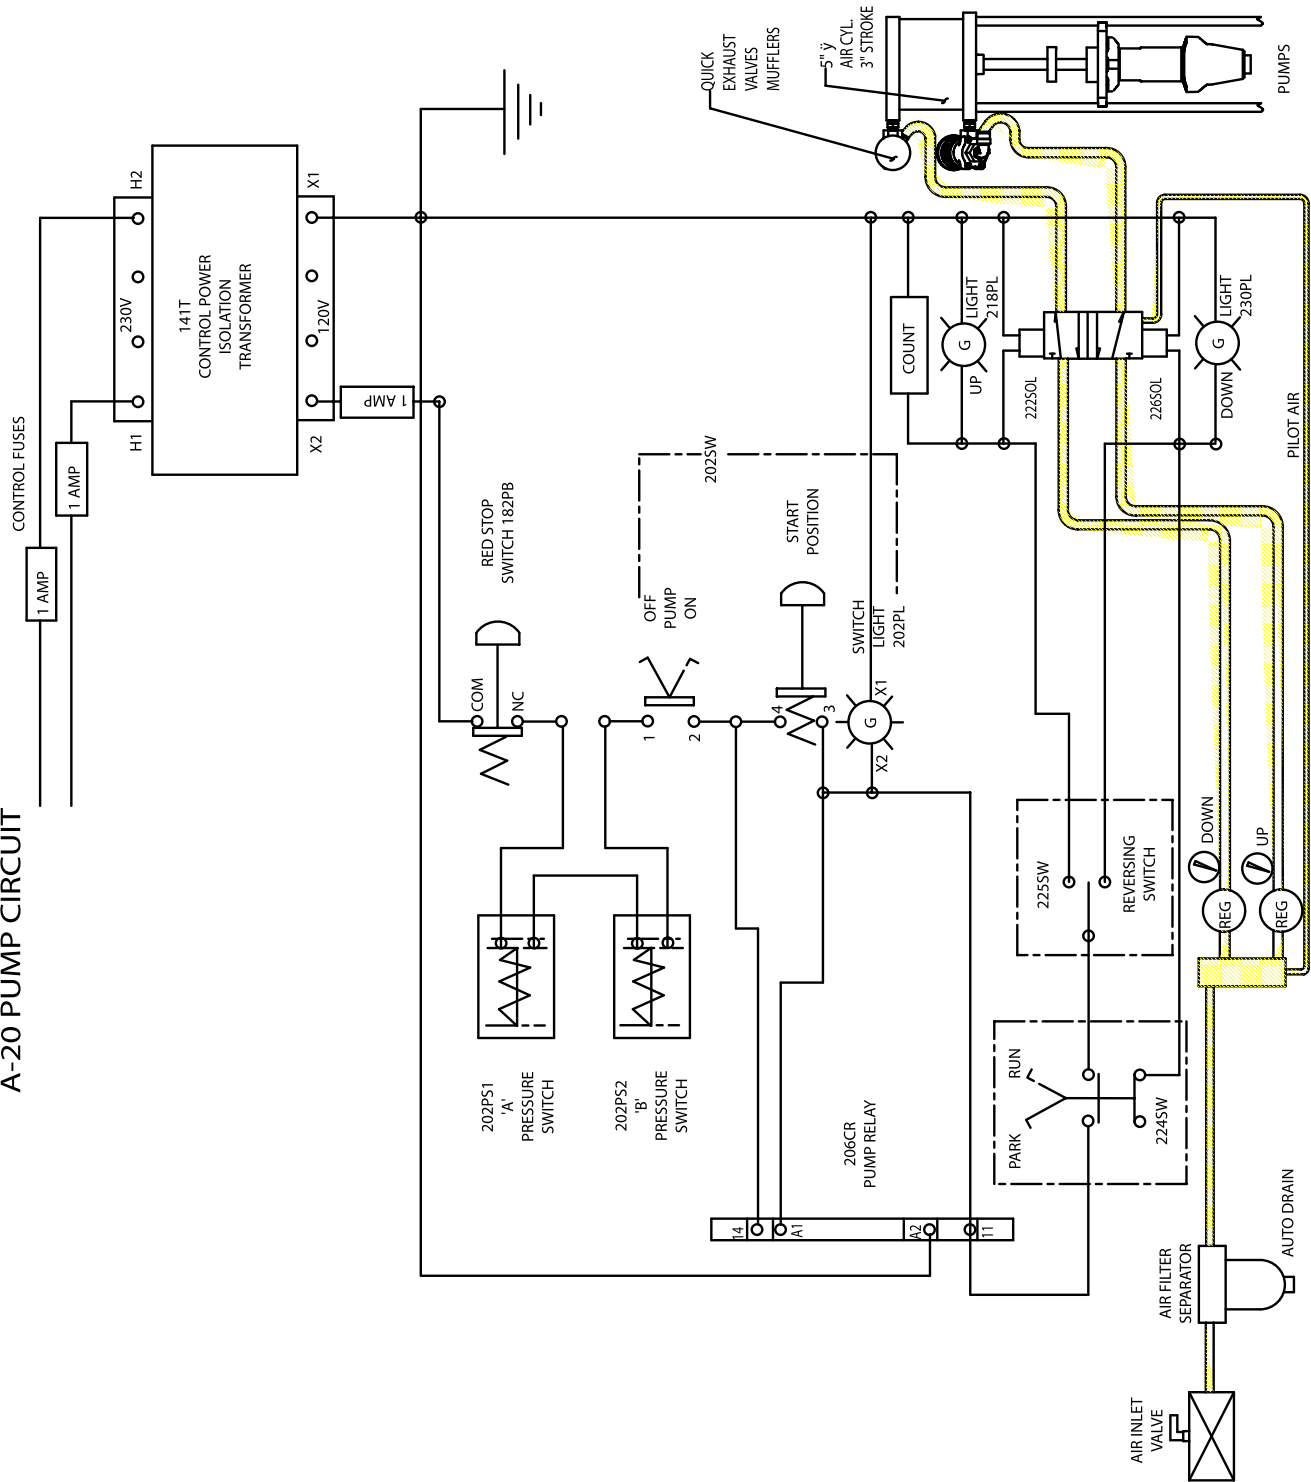 A-20 PUMP CIRCUIT
CONTROL FUSES
1 AMP
1 AMP
H1
H2
230V
141T
CONTROL POWER
ISOLATION
TRANSFORMER
X2
X1
120V
1 AMP
RED STOP
SWITCH 182PB
COM
NC
202PS1
'A'
PRESSURE
SWITCH
202PS2
'B'
PRESSURE
SWITCH
OFF
PUMP
ON
1
2
202SW
START
POSITION
4
3
SWITCH
LIGHT
202PL
X1
G
X2
206CR
PUMP RELAY
14
A1
A2
11
QUICK
EXHAUST
VALVES
MUFFLERS
5" ÿ
AIR CYL.
3" STROKE
PUMPS
COUNT
LIGHT
218PL
G
UP
222SOL
226SOL
LIGHT
230PL
G
DOWN
PILOT AIR
225SW
REVERSING
SWITCH
DOWN
UP
REG
REG
PARK
RUN
224SW
AIR FILTER
SEPARATOR
AUTO DRAIN
AIR INLET
VALVE